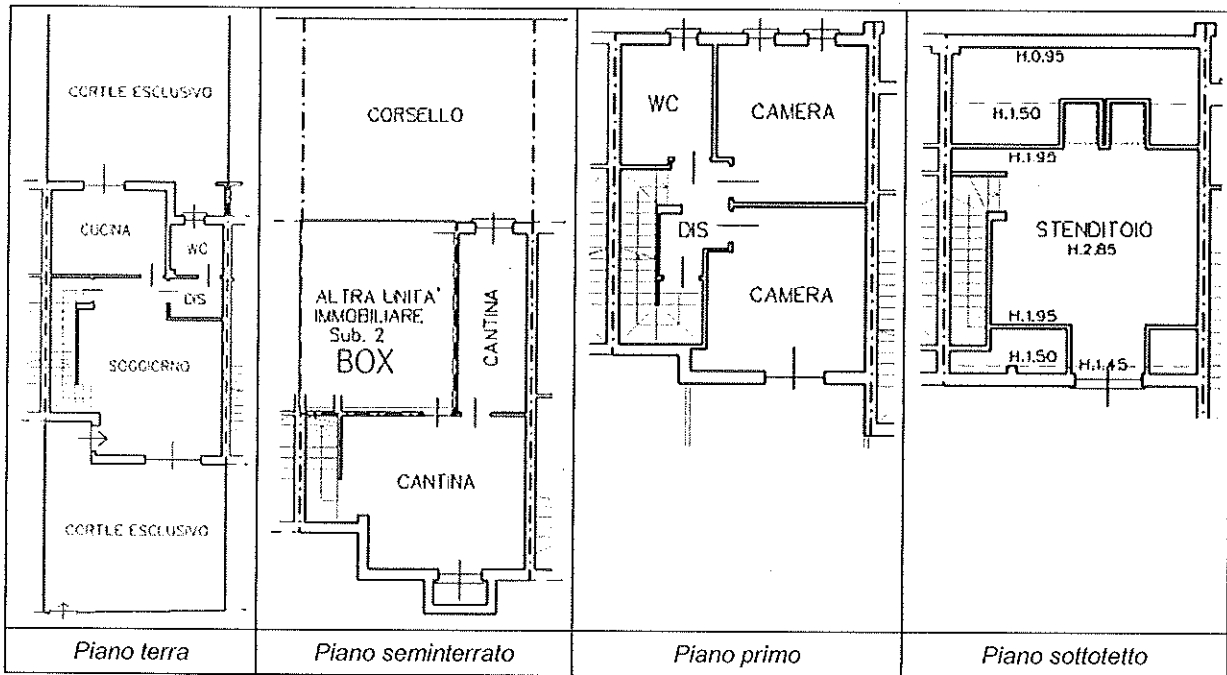 CORTILE ESCLUSIVO
CUCINA
WC
DIS
SOGGIORNO
CORTILE ESCLUSIVO
Piano terra
CORSELLO
ALTRA UNITA'
IMMOBILIARE
Sub. 2
BOX
CANTINA
CANTINA
Piano seminterrato
WC
CAMERA
DIS
CAMERA
Piano primo
H.0.95
H.1.50
H.1.95
STENDITOIO
H.2.85
H.1.95
H.1.50
H.1.45
Piano sottotetto